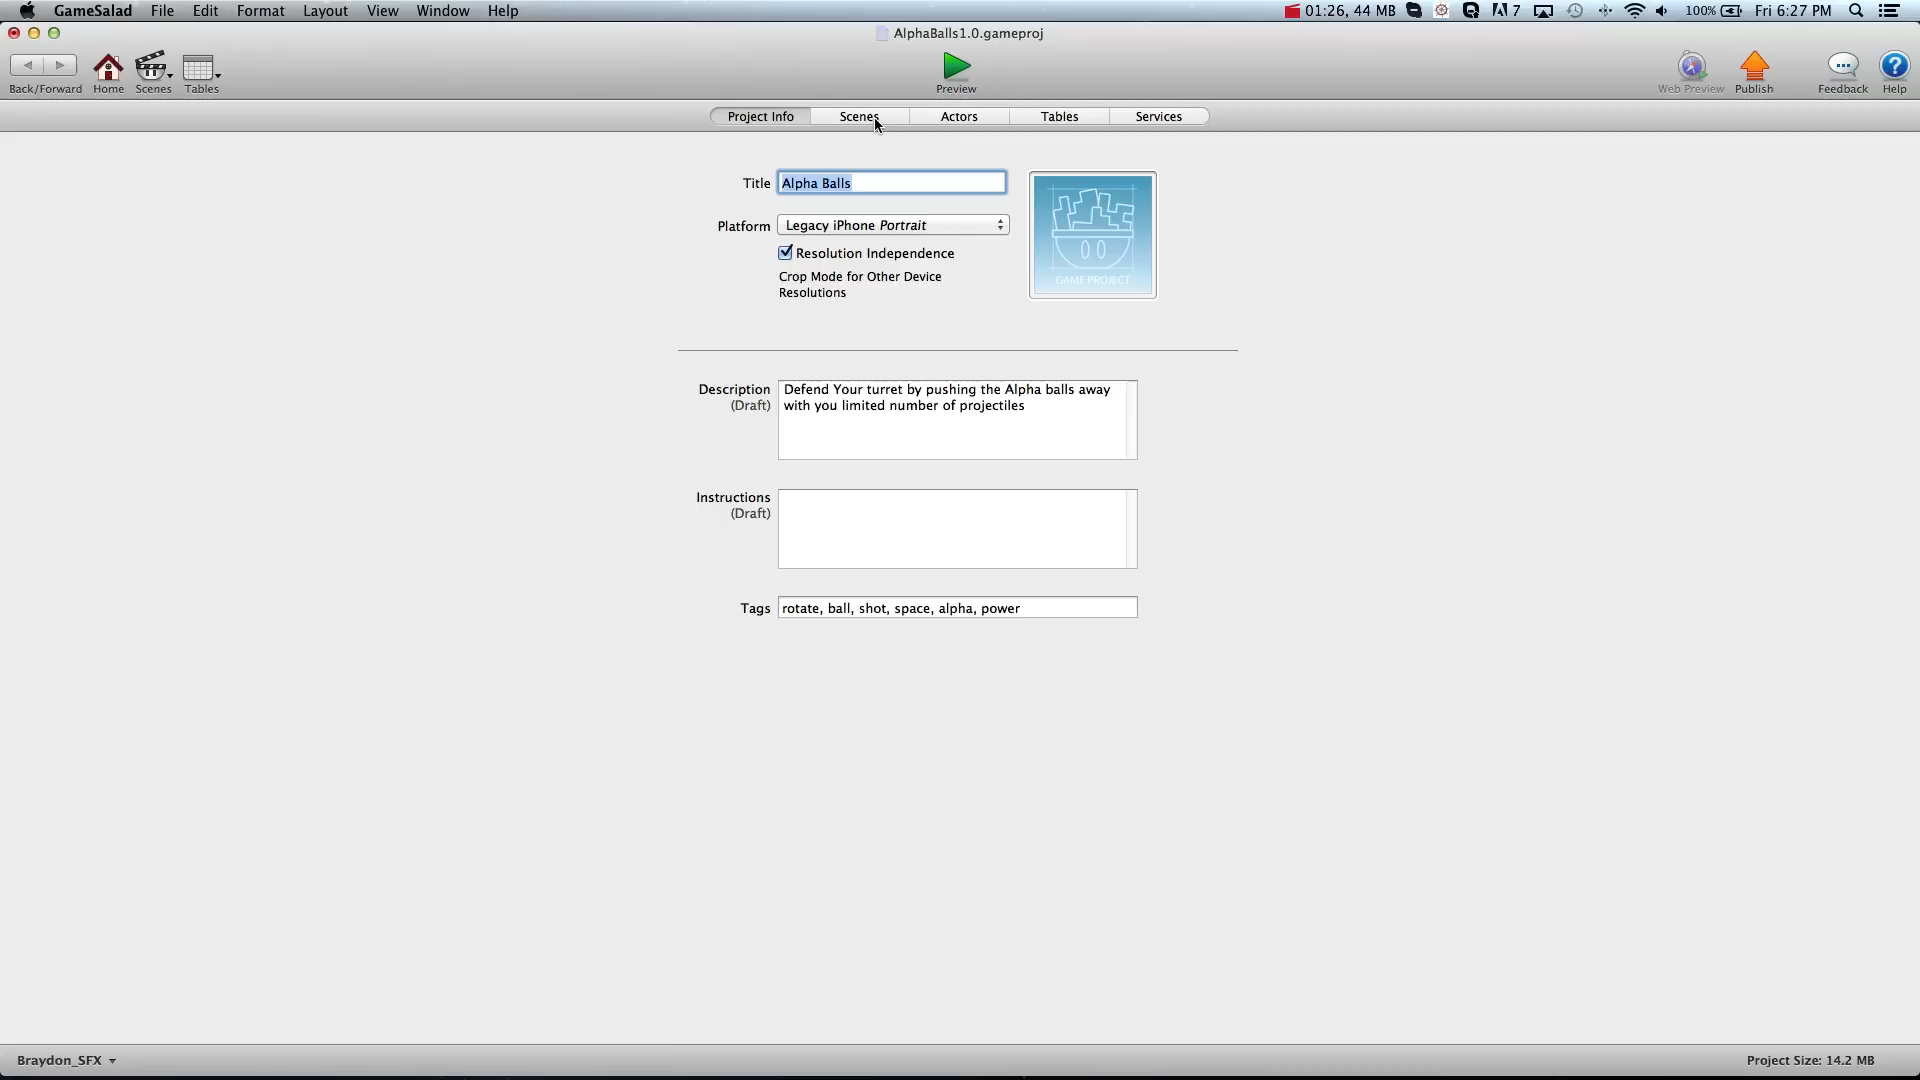 GameSalad File Edit Format Layout View Window Help 01:26, 44 MB 7 100% Fri 6:27 PM
AlphaBalls1.0.gameproj
Back/Forward Home Scenes Tables Preview Web Preview Publish Feedback Help
Project Info Scenes Actors Tables Services
Title Alpha Balls
Platform Legacy iPhone Portrait
Resolution Independence
Crop Mode for Other Device
Resolutions
GAME PROJECT
Description Defend Your turret by pushing the Alpha balls away
(Draft) with you limited number of projectiles
Instructions
(Draft)
Tags rotate, ball, shot, space, alpha, power
Braydon_SFX Project Size: 14.2 MB